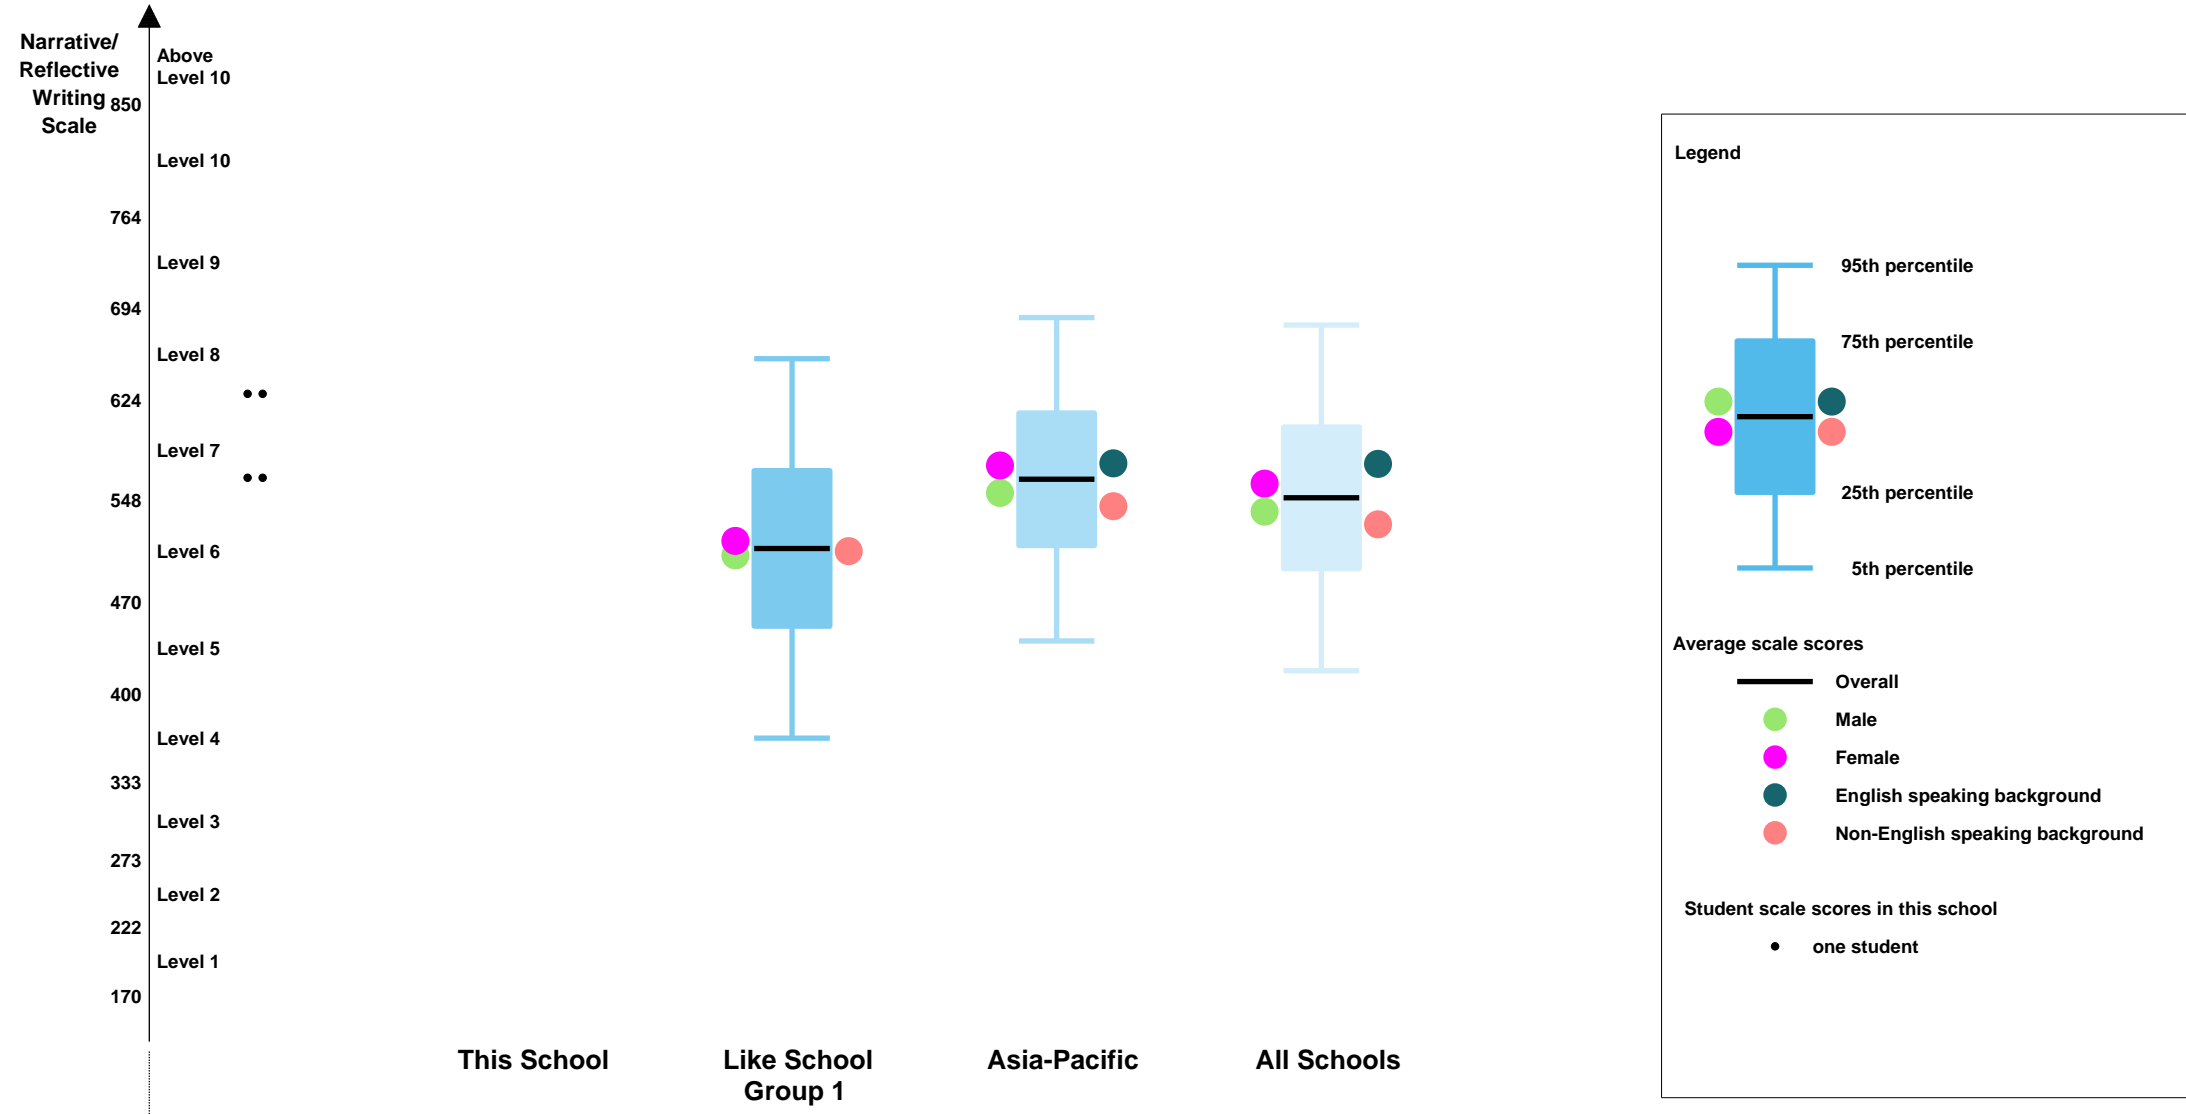 Narrative/
Reflective
Writing
Scale
850
764
694
624
548
470
400
333
273
222
170
Above
Level 10
Level 10
Level 9
Level 8
Level 7
Level 6
Level 5
Level 4
Level 3
Level 2
Level 1
This School
Like School
Group 1
Asia-Pacific
All Schools
Legend
95th percentile
75th percentile
25th percentile
5th percentile
Average scale scores
Overall
Male
Female
English speaking background
Non-English speaking background
Student scale scores in this school
one student